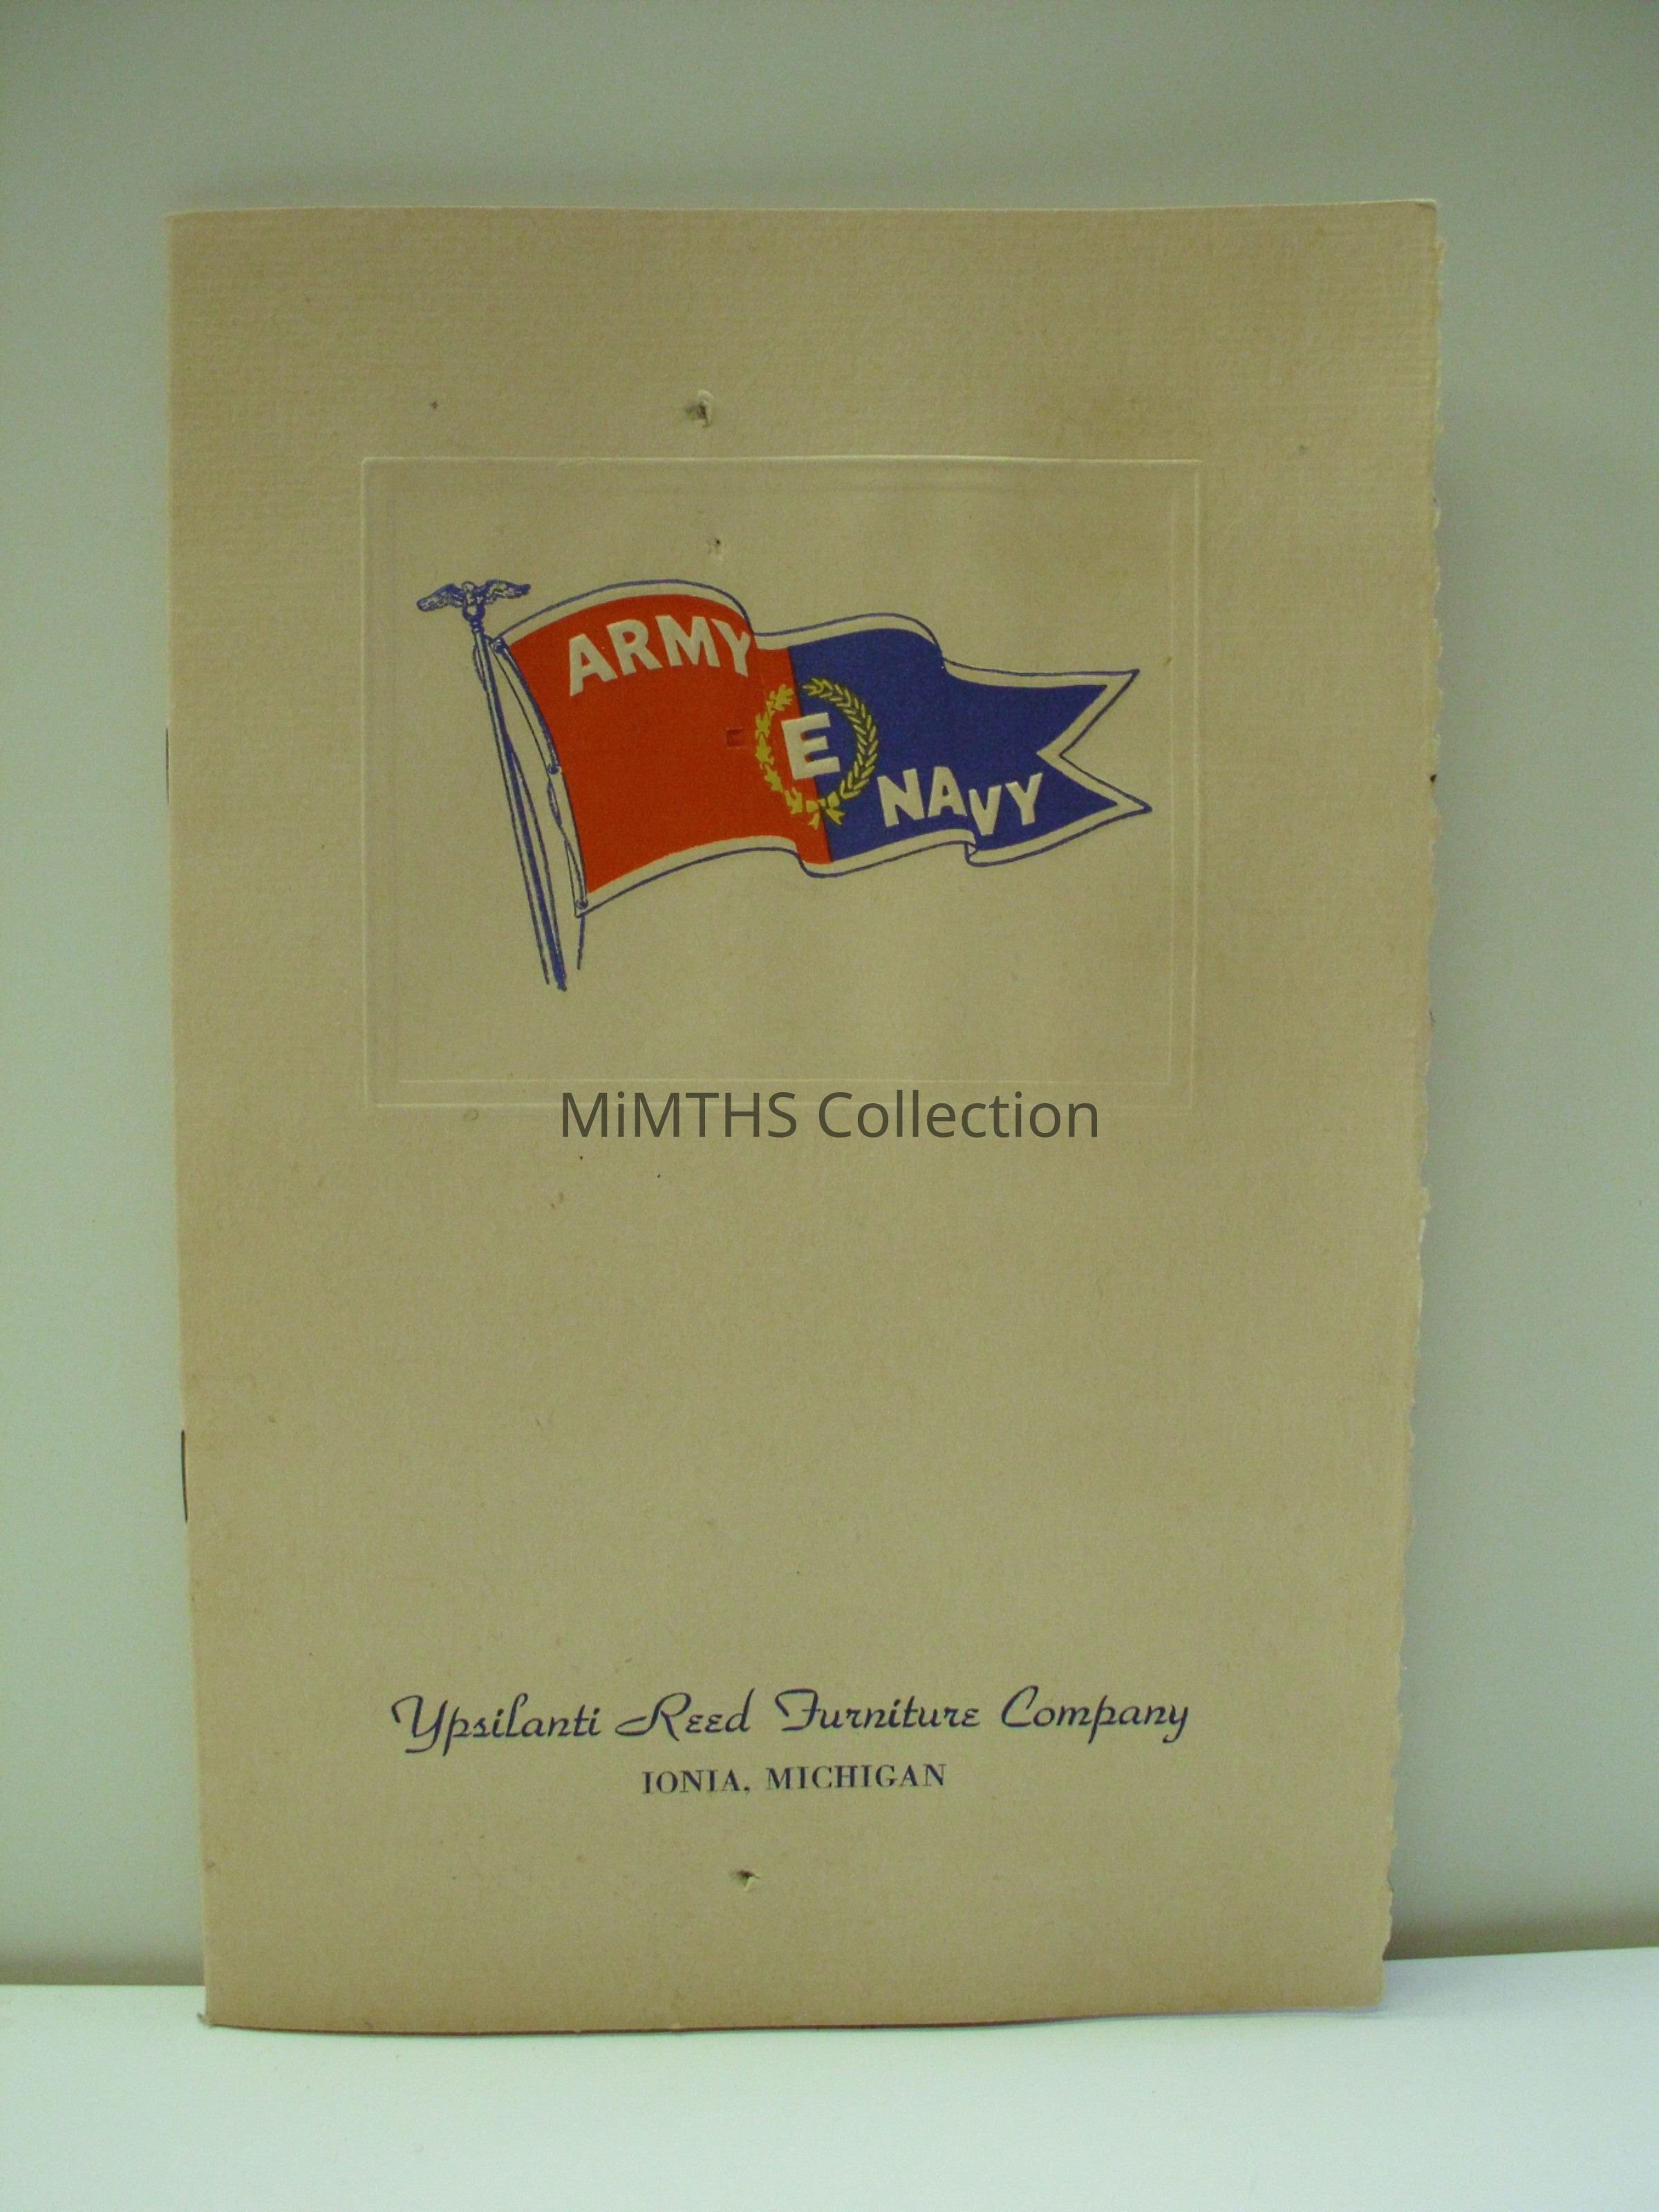 ARMY
E
NAVY
MiMTHS Collection
Ypsilanti Reed Furniture Company
IONIA, MICHIGAN